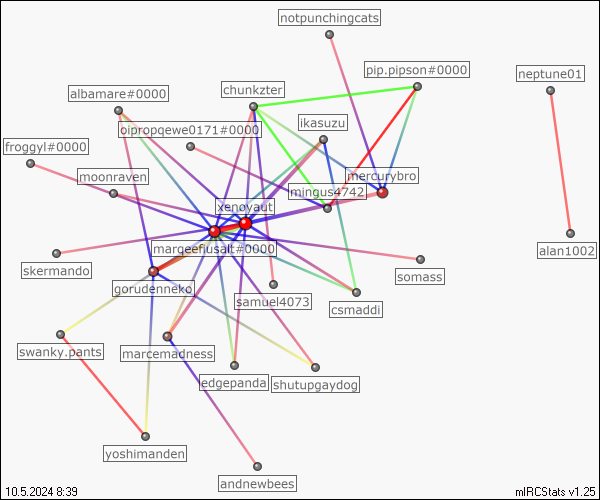 notpunchingcats
pip.pipson#0000
neptune01
albamare#0000
chunkzter
oipropqewe0171#0000
ikasuzu
froggyl#0000
moonraven
mercurybro
mingus4742
xenoyaut
margeefiusalt#0000
alan1002
skermando
gorudenneko
somass
samuel4073
csmaddi
swanky.pants
marcemadness
edgepanda
shutupgaydog
yoshimanden
andnewbees
10.5.2024 8:39
mIRCStats v1.25